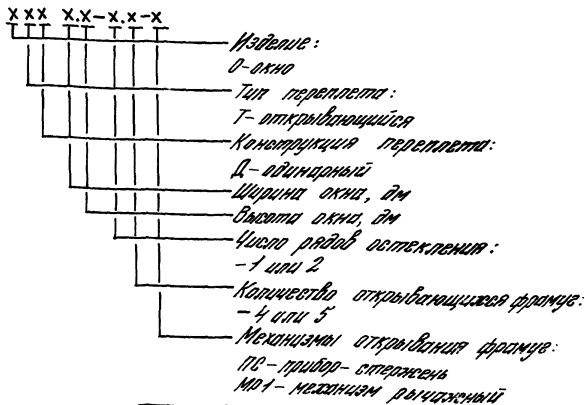 х х х х.х-х.х-х
Изделие:
О-окно
Тип переплета:
Т-открывающийся
Конструкция переплета:
Д-одинарный
Ширина окна, дм
Высота окна, дм
Число рядов остекления:
-1 или 2
Количество открывающихся фрамуг:
-4 или 5
Механизмы открывания фрамуг:
ПС-прибор-стержень
МР1-механизм рычажный